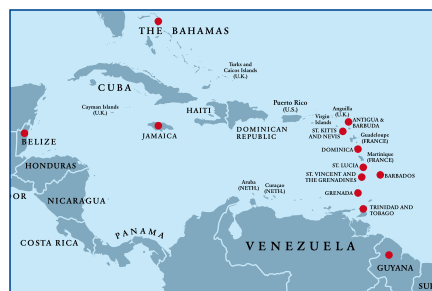 THE BAHAMAS
Turks and
Caicos Islands
(U.K.)
CUBA
Cayman Islands
(U.K.)
Puerto Rico
(U.S.)
HAITI
Virgin
Islands
Anguilla
(U.K.)
ANTIGUA &
BARBUDA
JAMAICA
DOMINICAN
REPUBLIC
ST. KITTS
AND NEVIS
Guadeloupe
(FRANCE)
BELIZE
DOMINICA
Martinique
(FRANCE)
HONDURAS
ST. LUCIA
ST. VINCENT AND
THE GRENADINES
BARBADOS
Aruba
(NETH.)
Curaçao
(NETH.)
GRENADA
OR
NICARAGUA
TRINIDAD AND
TOBAGO
COSTA RICA
PANAMA
VENEZUELA
GUYANA
SU